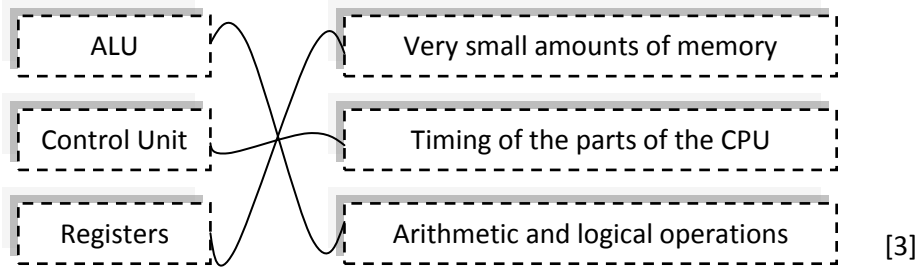 ALU
Very small amounts of memory
Control Unit
Timing of the parts of the CPU
Registers
Arithmetic and logical operations
[3]